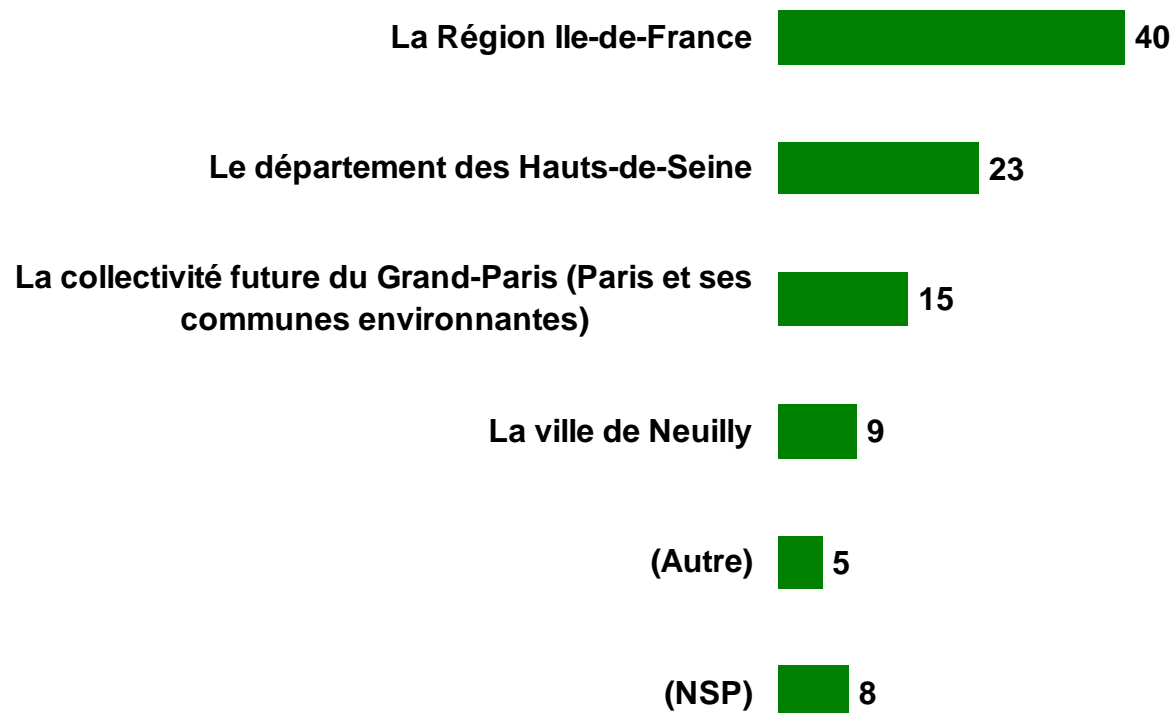 La Région Ile-de-France 40
Le département des Hauts-de-Seine 23
La collectivité future du Grand-Paris (Paris et ses
communes environnantes) 15
La ville de Neuilly 9
(Autre) 5
(NSP) 8